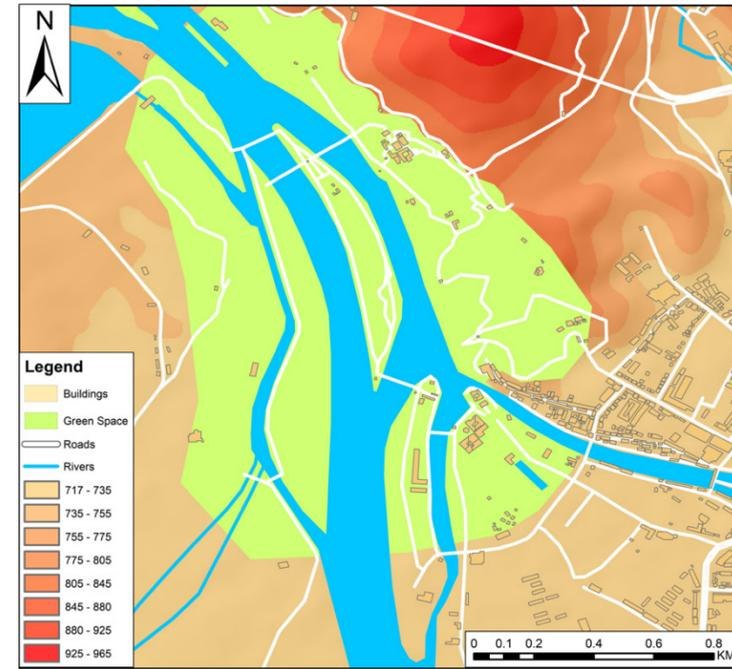 N
Legend
Buildings
Green Space
Roads
Rivers
717 - 735
735 - 755
755 - 775
775 - 805
805 - 845
845 - 880
880 - 925
925 - 965
0 0.1 0.2 0.4 0.6 0.8
KM